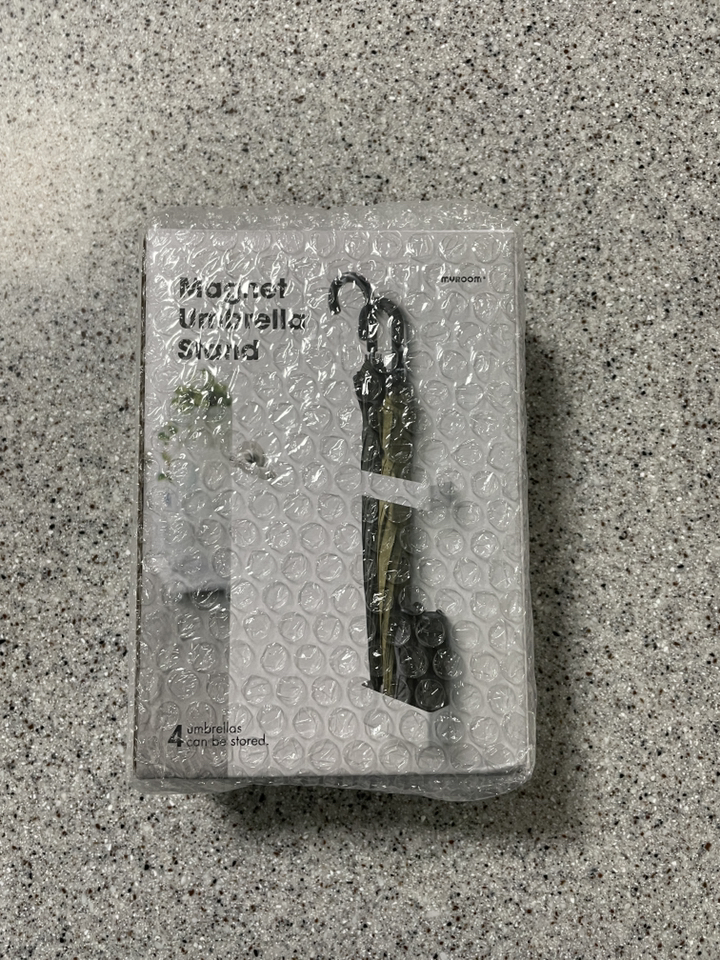 Magnet
Umbrella
Stand
MYROOM+
4 umbrellas
can be stored.